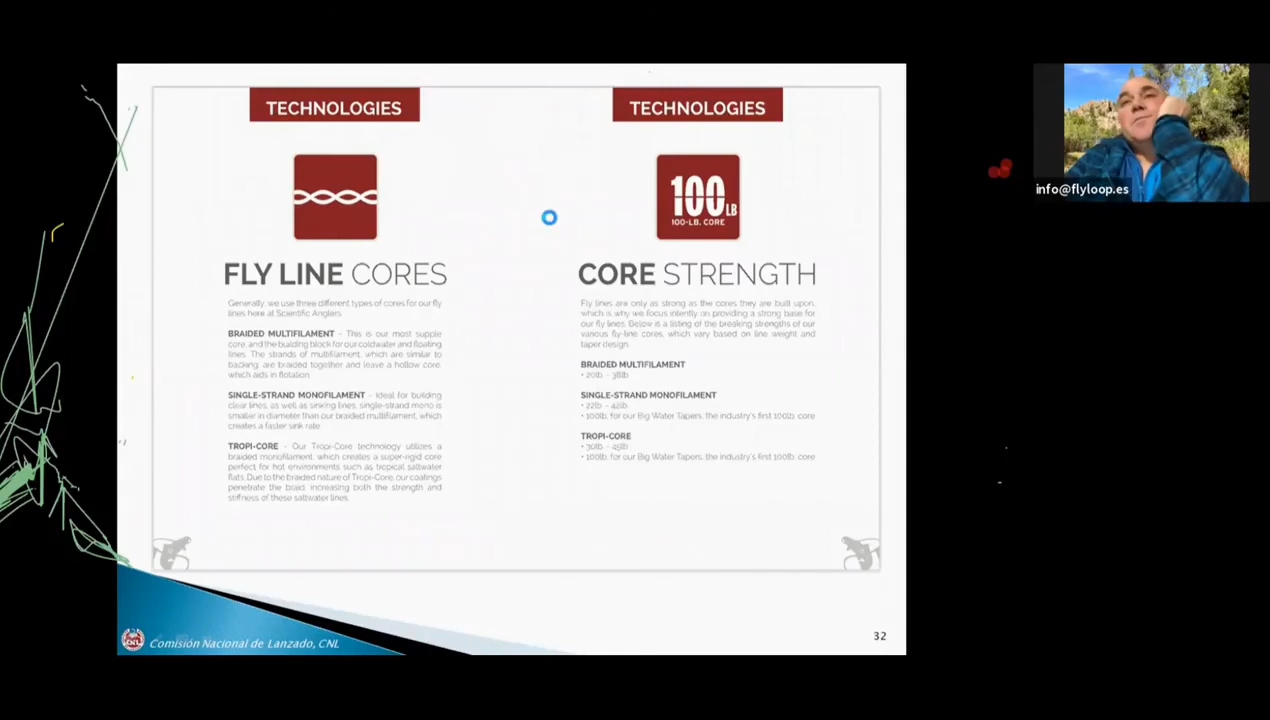 TECHNOLOGIES
FLY LINE CORES
Generally, we use three different types of cores for our fly
lines here at Scientific Anglers.
BRAIDED MULTIFILAMENT - This is our most supple
core, and the building block for our coldwater and floating
lines. The strands of multifilament, which are similar to
backing, are braided together and leave a hollow core,
which aids in flotation.
SINGLE-STRAND MONOFILAMENT - Ideal for building
clear lines, as well as sinking lines, single-strand mono is
smaller in diameter than our braided multifilament, which
creates a faster sink rate.
TROPI-CORE - Our Tropi-Core technology utilizes a
braided monofilament, which creates a super-rigid core
perfect for hot environments such as tropical saltwater
flats. Due to the braided nature of Tropi-Core, our coatings
penetrate the braid, increasing both the strength and
stiffness of these saltwater lines.
TECHNOLOGIES
100LB
100-LB. CORE
CORE STRENGTH
Fly lines are only as strong as the cores they are built upon,
which is why we focus intently on providing a strong base for
our fly lines. Below is a listing of the breaking strengths of our
various fly-line cores, which vary based on line weight and
taper design.
BRAIDED MULTIFILAMENT
• 20lb. – 38lb.
SINGLE-STRAND MONOFILAMENT
• 22lb. – 42lb.
• 100lb. for our Big Water Tapers, the industry's first 100lb. core
TROPI-CORE
• 30lb. – 45lb.
• 100lb. for our Big Water Tapers, the industry's first 100lb. core
CNL
Comisión Nacional de Lanzado, CNL
32
info@flyloop.es